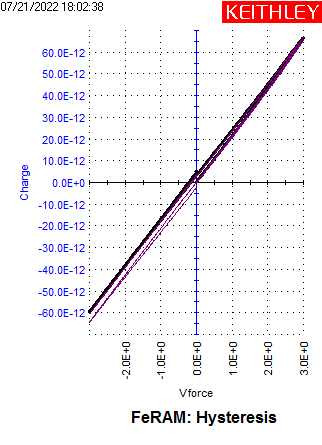 07/21/2022 18:02:38
KEITHLEY
60.0E-12
50.0E-12
40.0E-12
30.0E-12
20.0E-12
10.0E-12
0.0E+0
-10.0E-12
-20.0E-12
-30.0E-12
-40.0E-12
-50.0E-12
-60.0E-12
Charge
-2.0E+0
-1.0E+0
0.0E+0
1.0E+0
2.0E+0
3.0E+0
Vforce
FeRAM: Hysteresis